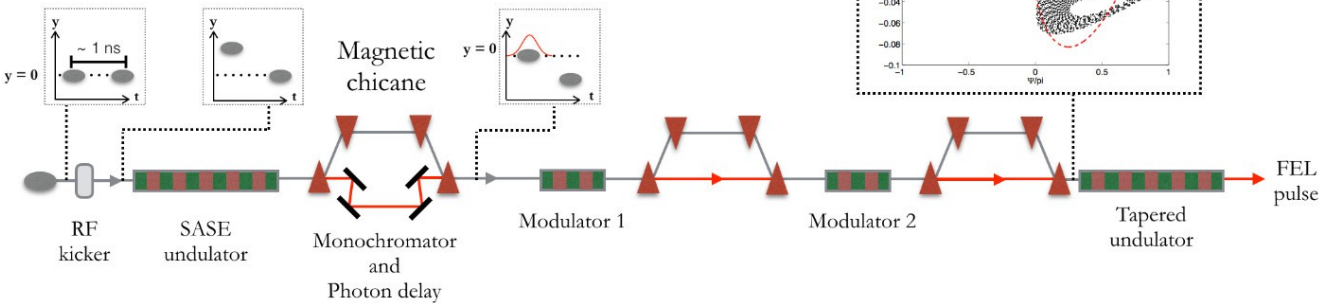 y
~ 1 ns
y = 0
t
y
t
Magnetic
chicane
y
y = 0
t
-0.04
-0.06
-0.08
-0.1
-1
-0.5
0
0.5
1
Ψ/pi
RF
kicker
SASE
undulator
Monochromator
and
Photon delay
Modulator 1
Modulator 2
Tapered
undulator
FEL
pulse